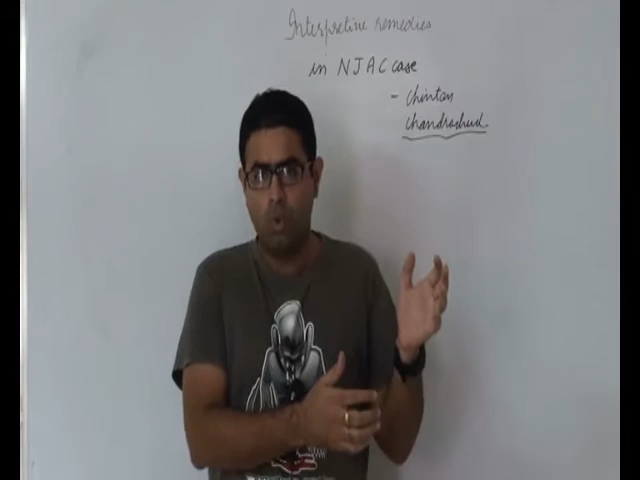 Interpretive remedies
in NJAC case
- Chintan
Chandrachud